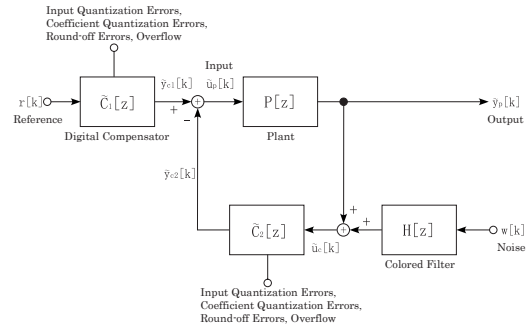 Input Quantization Errors,
Coefficient Quantization Errors,
Round-off Errors, Overflow
Input
ỹc1[k]
ũp[k]
r[k]
C̃1[z]
P[z]
ỹp[k]
+
+
−
Reference
Digital Compensator
Plant
Output
ỹc2[k]
+
+
C̃2[z]
ũc[k]
+
H[z]
w[k]
Noise
Colored Filter
Input Quantization Errors,
Coefficient Quantization Errors,
Round-off Errors, Overflow